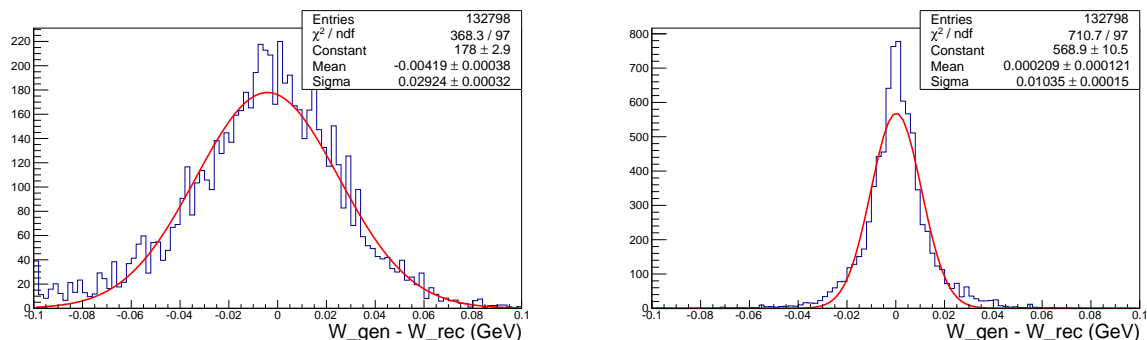 Entries 132798
χ² / ndf 368.3 / 97
Constant 178 ± 2.9
Mean -0.00419 ± 0.00038
Sigma 0.02924 ± 0.00032
220
200
180
160
140
120
100
80
60
40
20
0
-0.1 -0.08 -0.06 -0.04 -0.02 0 0.02 0.04 0.06 0.08 0.1
W_gen - W_rec (GeV)
Entries 132798
χ² / ndf 710.7 / 97
Constant 568.9 ± 10.5
Mean 0.000209 ± 0.000121
Sigma 0.01035 ± 0.00015
800
700
600
500
400
300
200
100
0
-0.1 -0.08 -0.06 -0.04 -0.02 0 0.02 0.04 0.06 0.08 0.1
W_gen - W_rec (GeV)